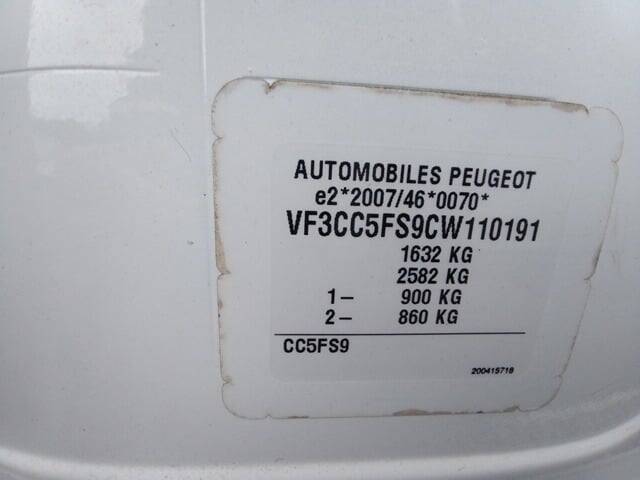 AUTOMOBILES PEUGEOT
e2*2007/46*0070*
VF3CC5FS9CW110191
1632 KG
2582 KG
1- 900 KG
2- 860 KG
CC5FS9
200415718